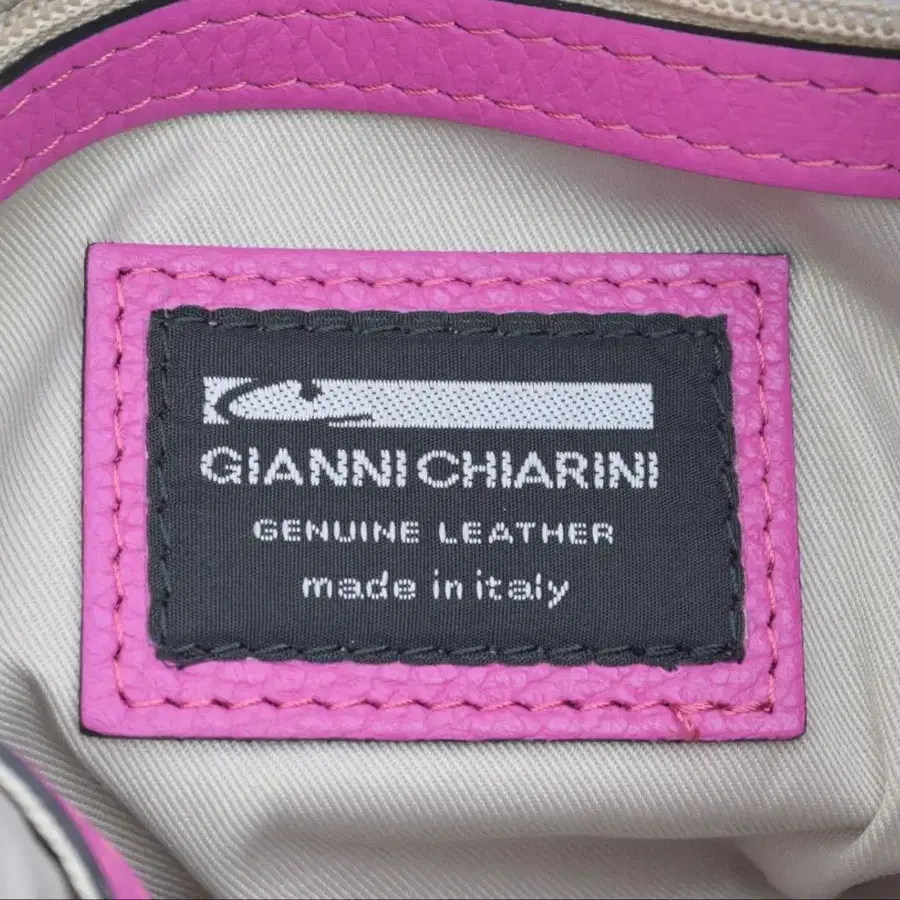 GIANNI CHIARINI
GENUINE LEATHER
made in italy